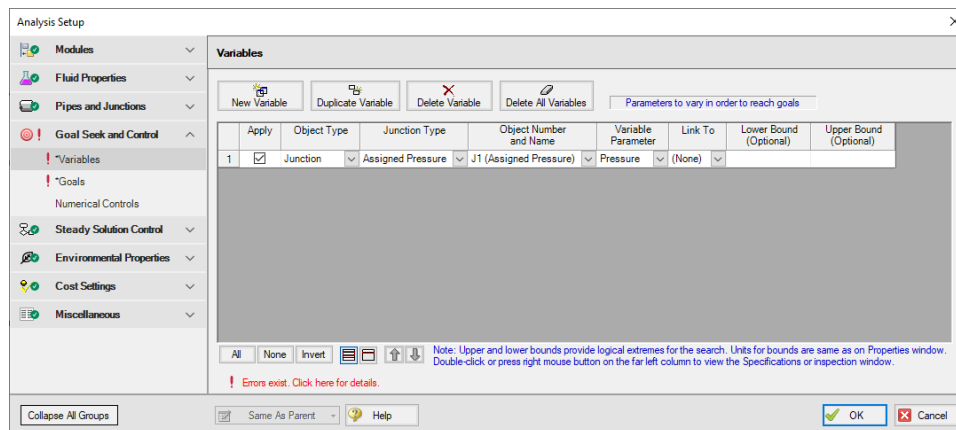 Analysis Setup
Modules
Fluid Properties
Pipes and Junctions
Goal Seek and Control
*Variables
*Goals
Numerical Controls
Steady Solution Control
Environmental Properties
Cost Settings
Miscellaneous
Variables
New Variable
Duplicate Variable
Delete Variable
Delete All Variables
Parameters to vary in order to reach goals
Apply
Object Type
Junction Type
Object Number
and Name
Variable
Parameter
Link To
Lower Bound
(Optional)
Upper Bound
(Optional)
1 Junction Assigned Pressure J1 (Assigned Pressure) Pressure (None)
All None Invert
Note: Upper and lower bounds provide logical extremes for the search. Units for bounds are same as on Properties window.
Double-click or press right mouse button on the far left column to view the Specifications or inspection window.
Errors exist. Click here for details.
Collapse All Groups
Same As Parent
Help
OK
Cancel